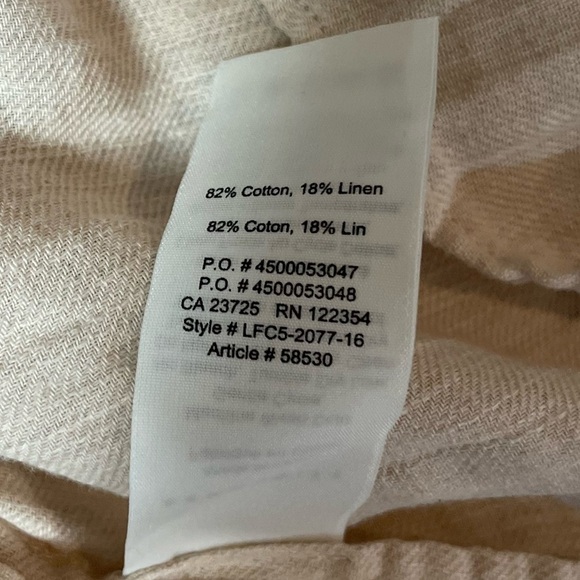 82% Cotton, 18% Linen
82% Coton, 18% Lin
P.O. # 4500053047
P.O. # 4500053048
CA 23725 RN 122354
Style # LFC5-2077-16
Article # 58530